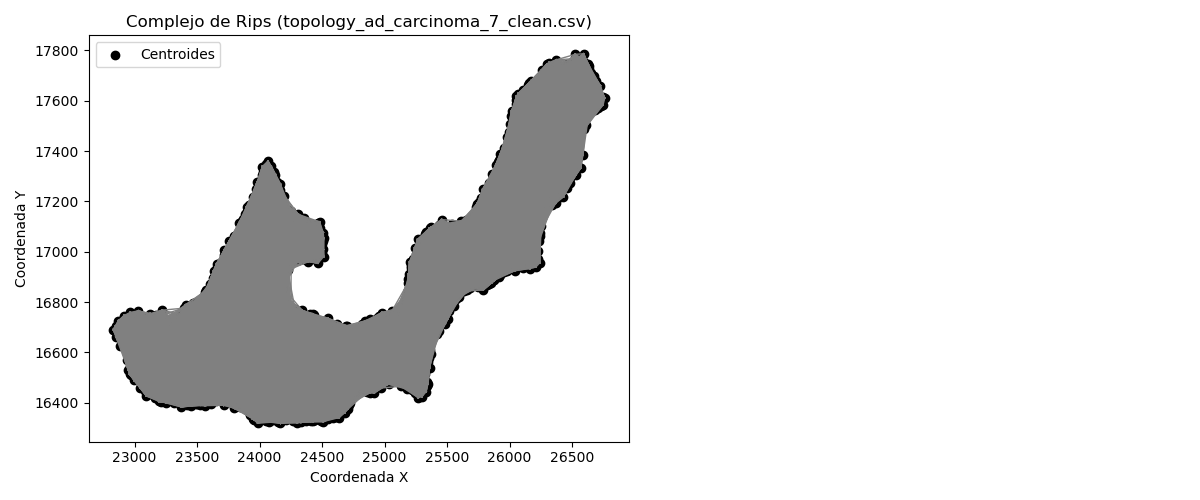 Complejo de Rips (topology_ad_carcinoma_7_clean.csv)
Centroides
Coordenada Y
17800
17600
17400
17200
17000
16800
16600
16400
23000 23500 24000 24500 25000 25500 26000 26500
Coordenada X